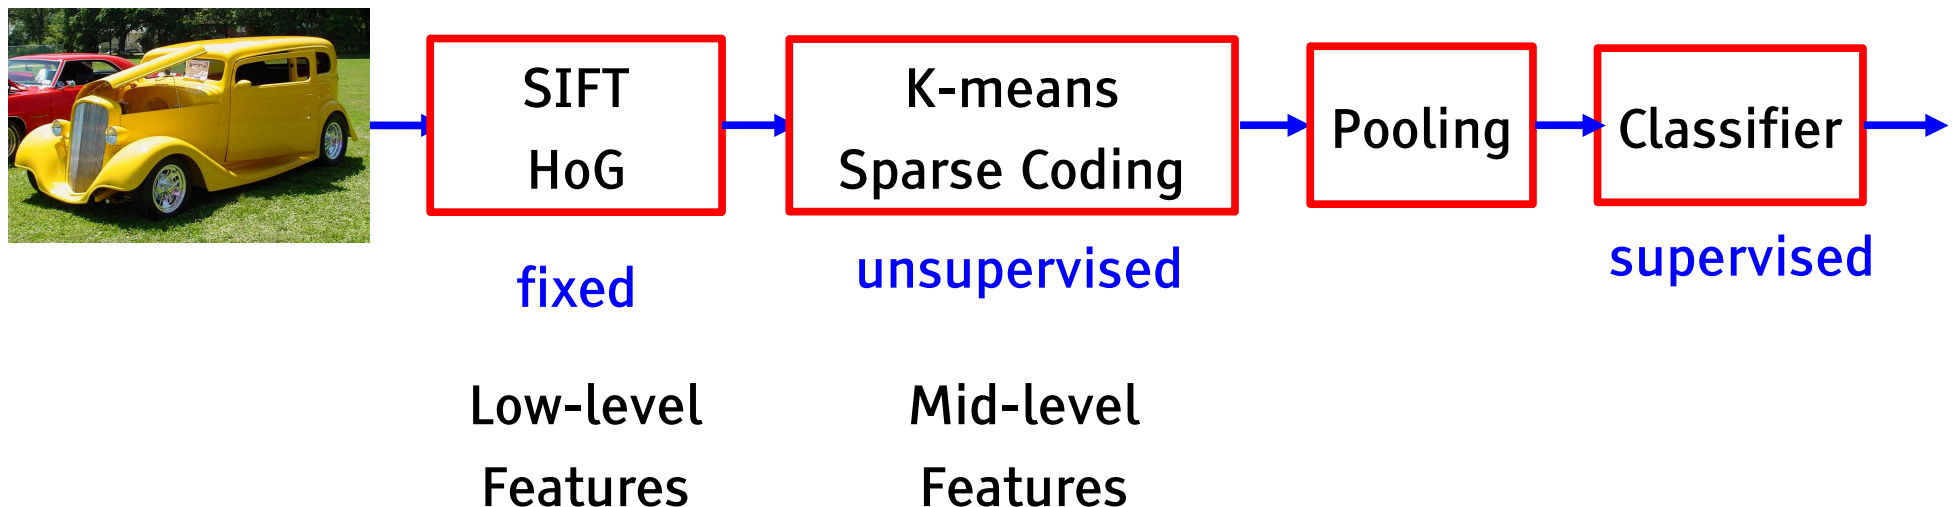 SIFT
HoG
K-means
Sparse Coding
Pooling
Classifier
fixed
unsupervised
supervised
Low-level
Features
Mid-level
Features